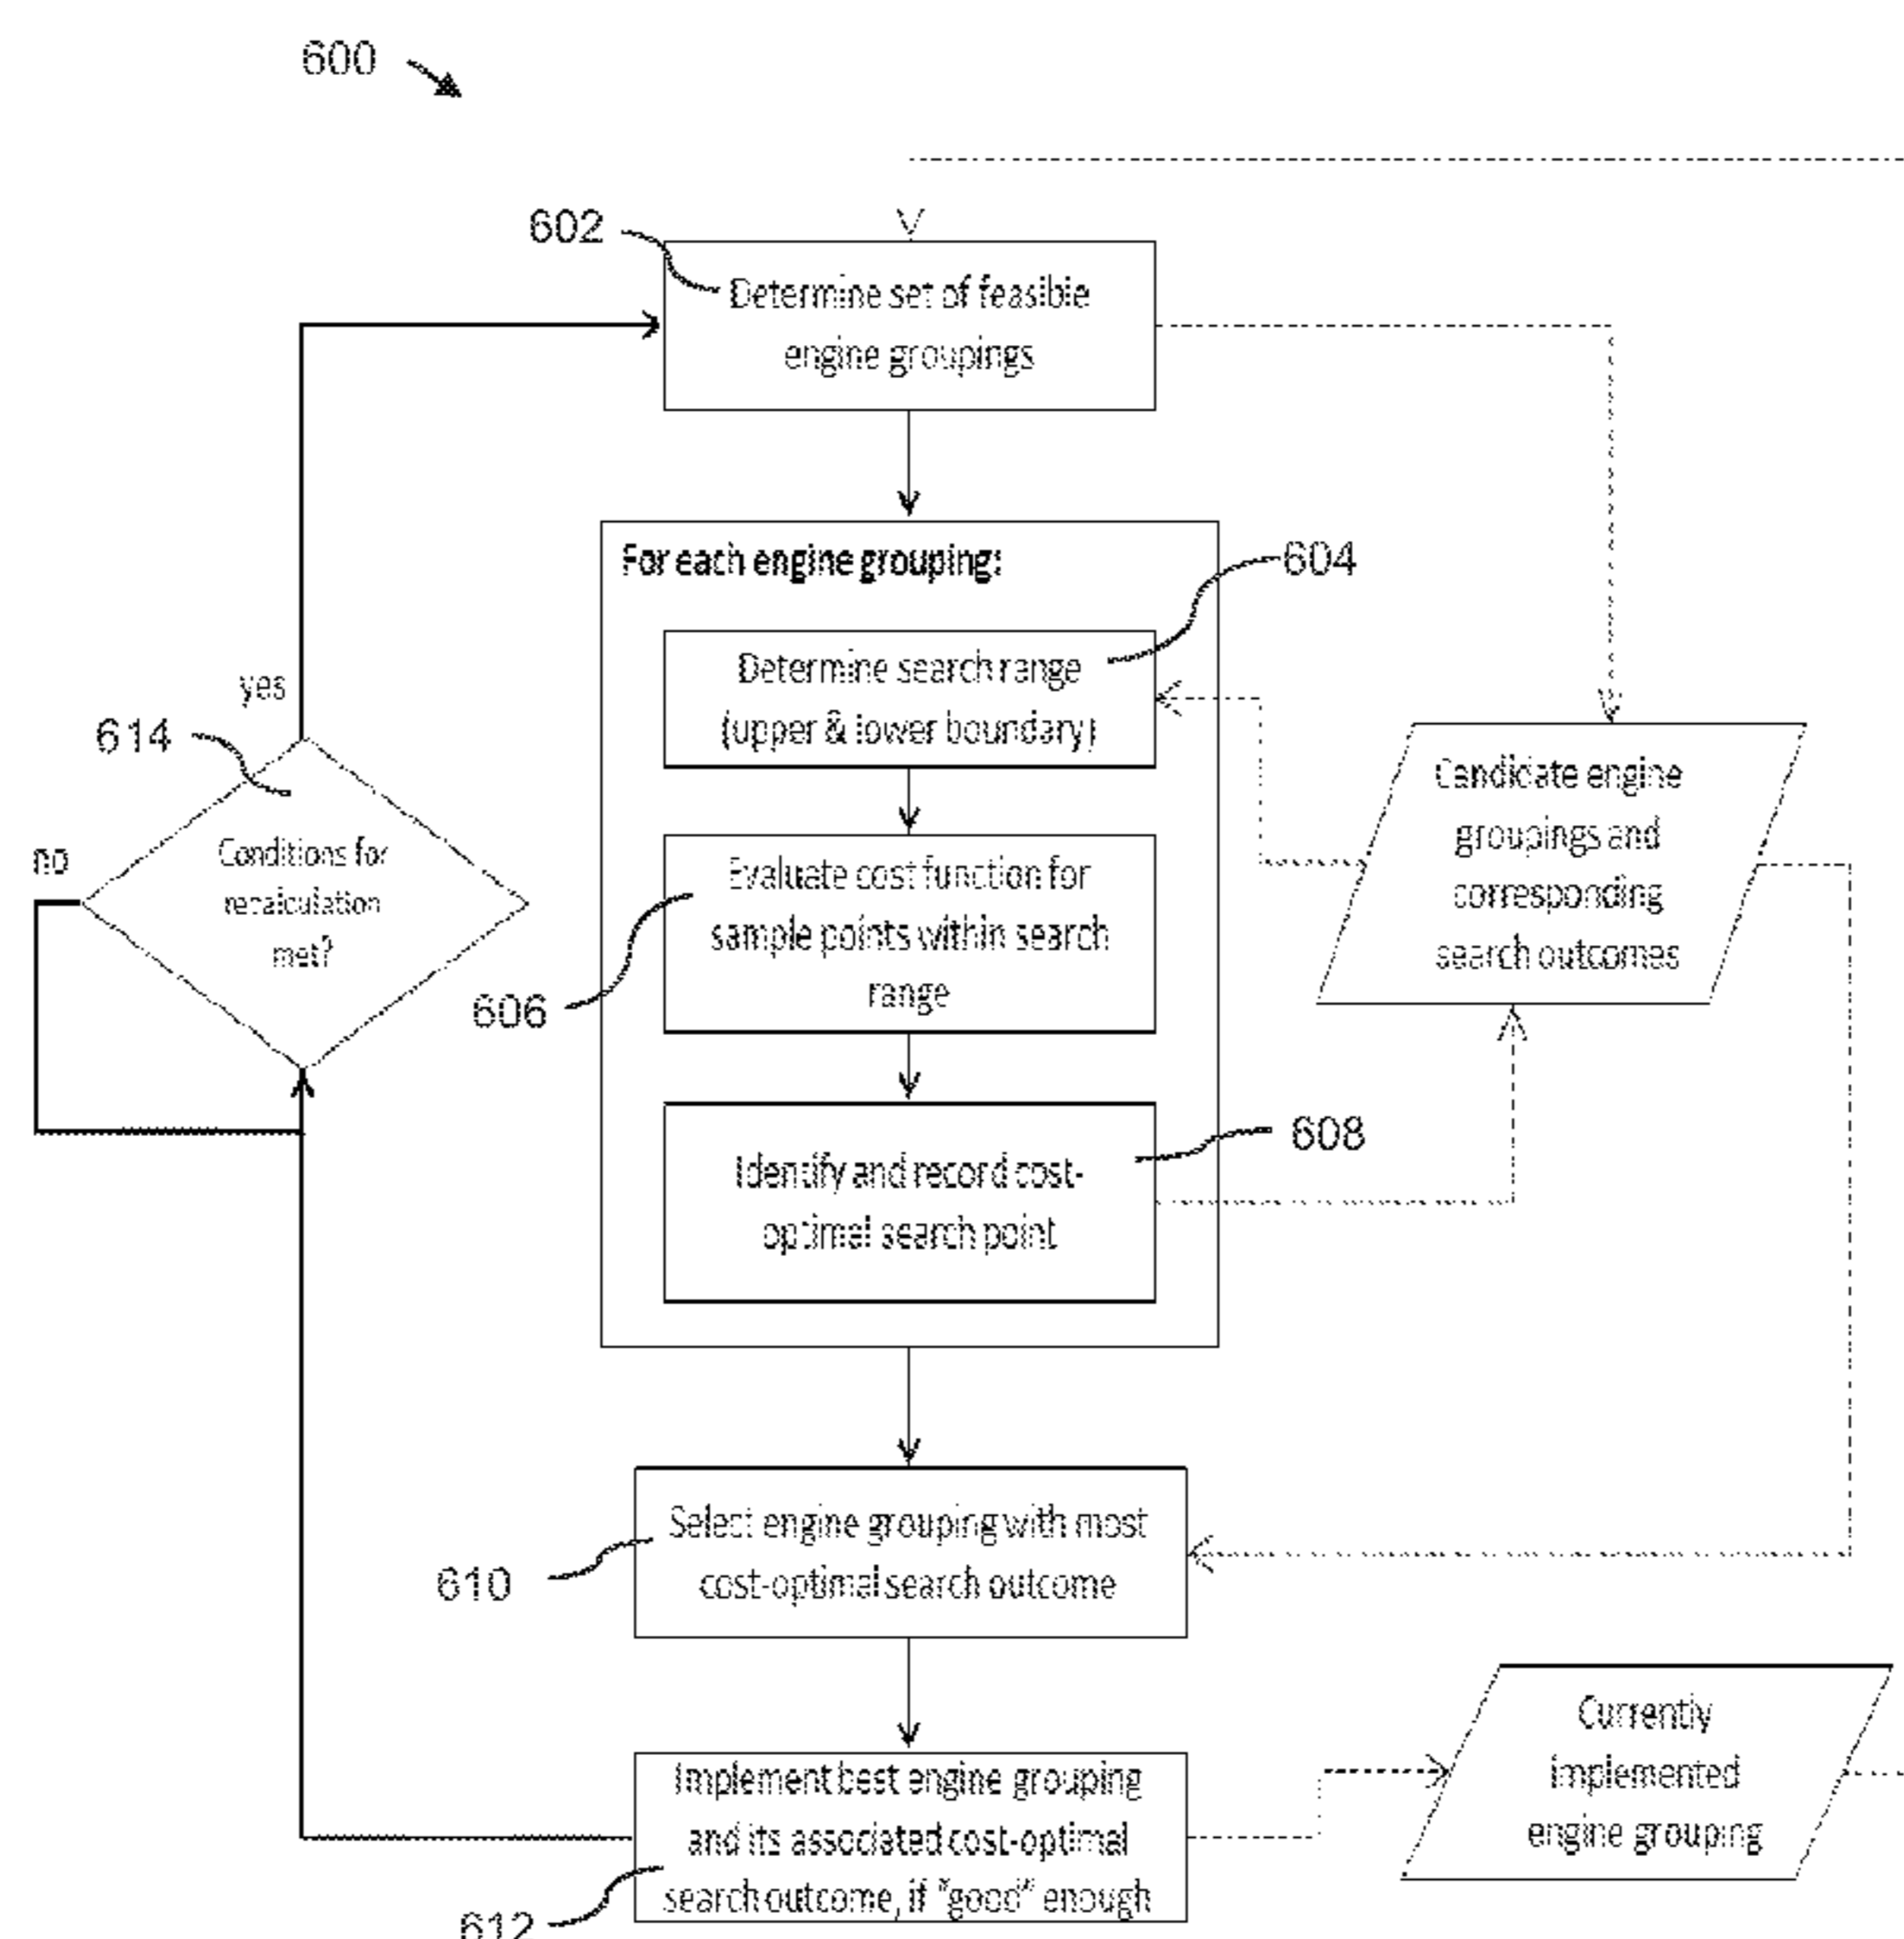 600
602
Determine set of feasible
engine groupings
For each engine grouping:
604
Determine search range
(upper & lower boundary)
yes
614
Conditions for
recalculation
met?
no
Candidate engine
groupings and
corresponding
search outcomes
Evaluate cost function for
sample points within search
range
606
608
Identify and record cost-
optimal search point
Select engine grouping with most
cost-optimal search outcome
610
Implement best engine grouping
and its associated cost-optimal
search outcome, if "good" enough
612
Currently
implemented
engine grouping